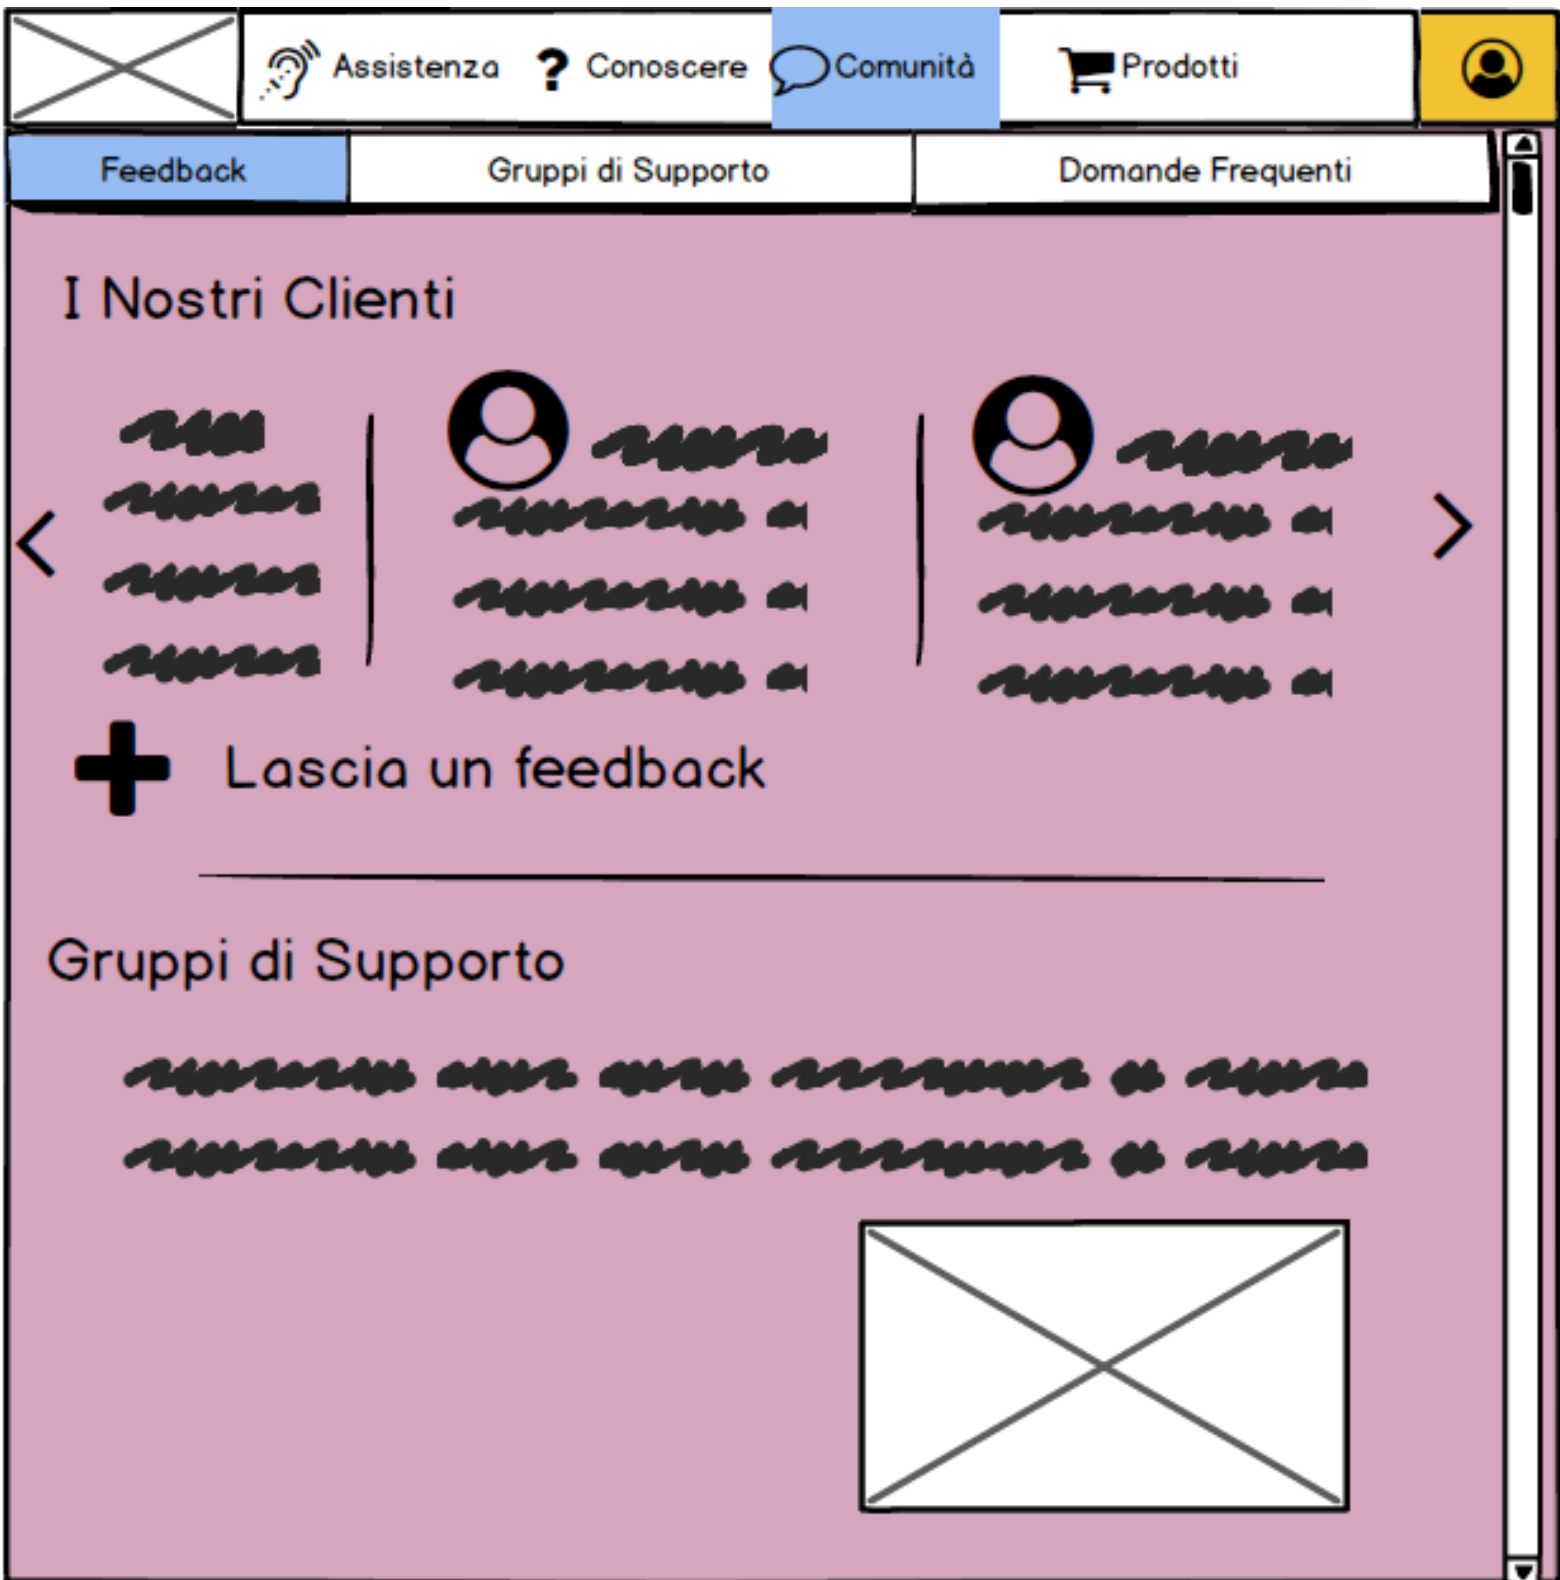 Assistenza ? Conoscere Comunità Prodotti
Feedback Gruppi di Supporto Domande Frequenti
I Nostri Clienti
Lascia un feedback
Gruppi di Supporto